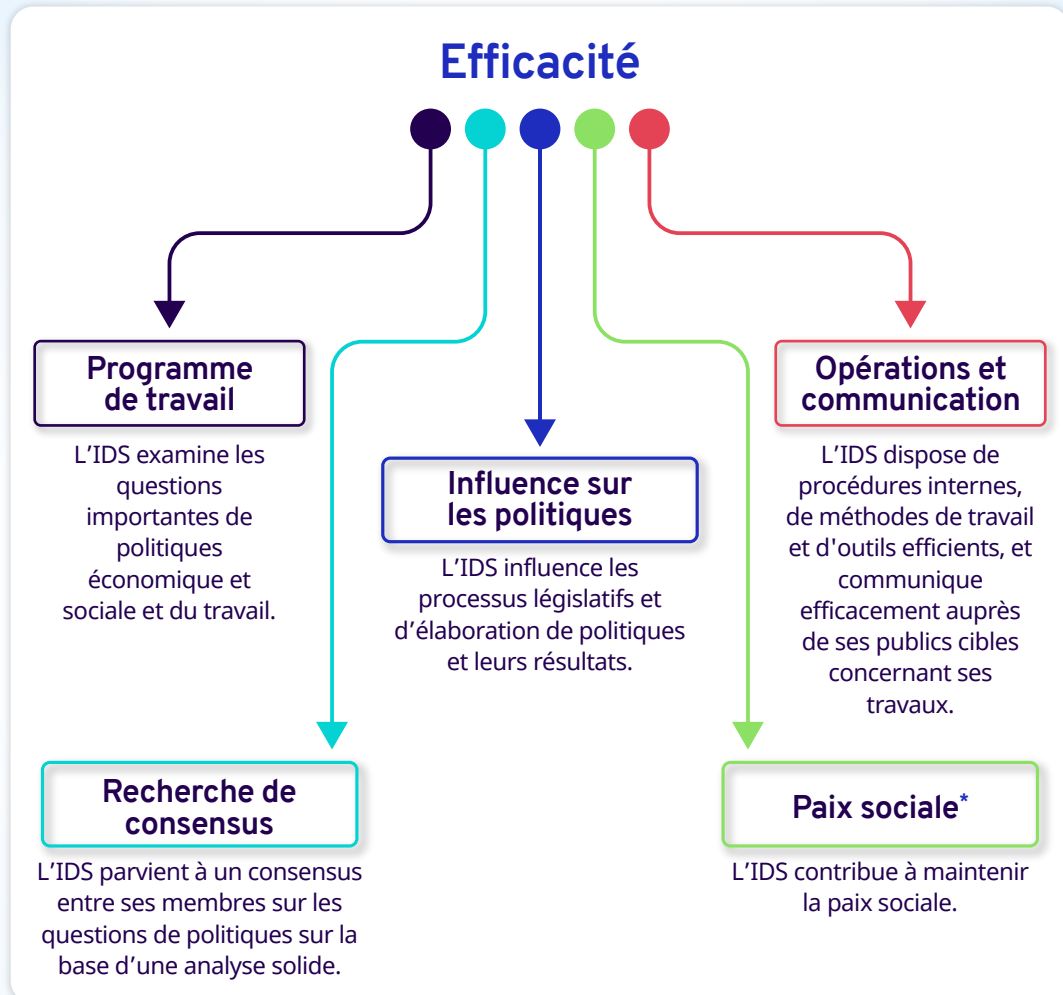 Efficacité
Programme
de travail
L’IDS examine les
questions
importantes de
politiques
économique et
sociale et du travail.
Recherche de
consensus
L’IDS parvient à un consensus
entre ses membres sur les
questions de politiques sur la
base d’une analyse solide.
Influence sur
les politiques
L’IDS influence les
processus législatifs et
d’élaboration de politiques
et leurs résultats.
Paix sociale*
L’IDS contribue à maintenir
la paix sociale.
Opérations et
communication
L’IDS dispose de
procédures internes,
de méthodes de travail
et d'outils efficients, et
communique
efficacement auprès
de ses publics cibles
concernant ses
travaux.